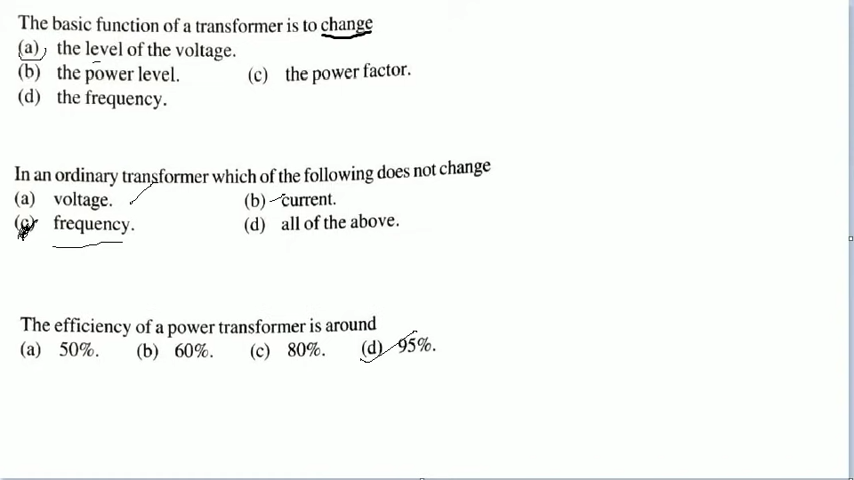 The basic function of a transformer is to change
(a) the level of the voltage.
(b) the power level. (c) the power factor.
(d) the frequency.
In an ordinary transformer which of the following does not change
(a) voltage. (b) current.
(c) frequency. (d) all of the above.
The efficiency of a power transformer is around
(a) 50%. (b) 60%. (c) 80%. (d) 95%.